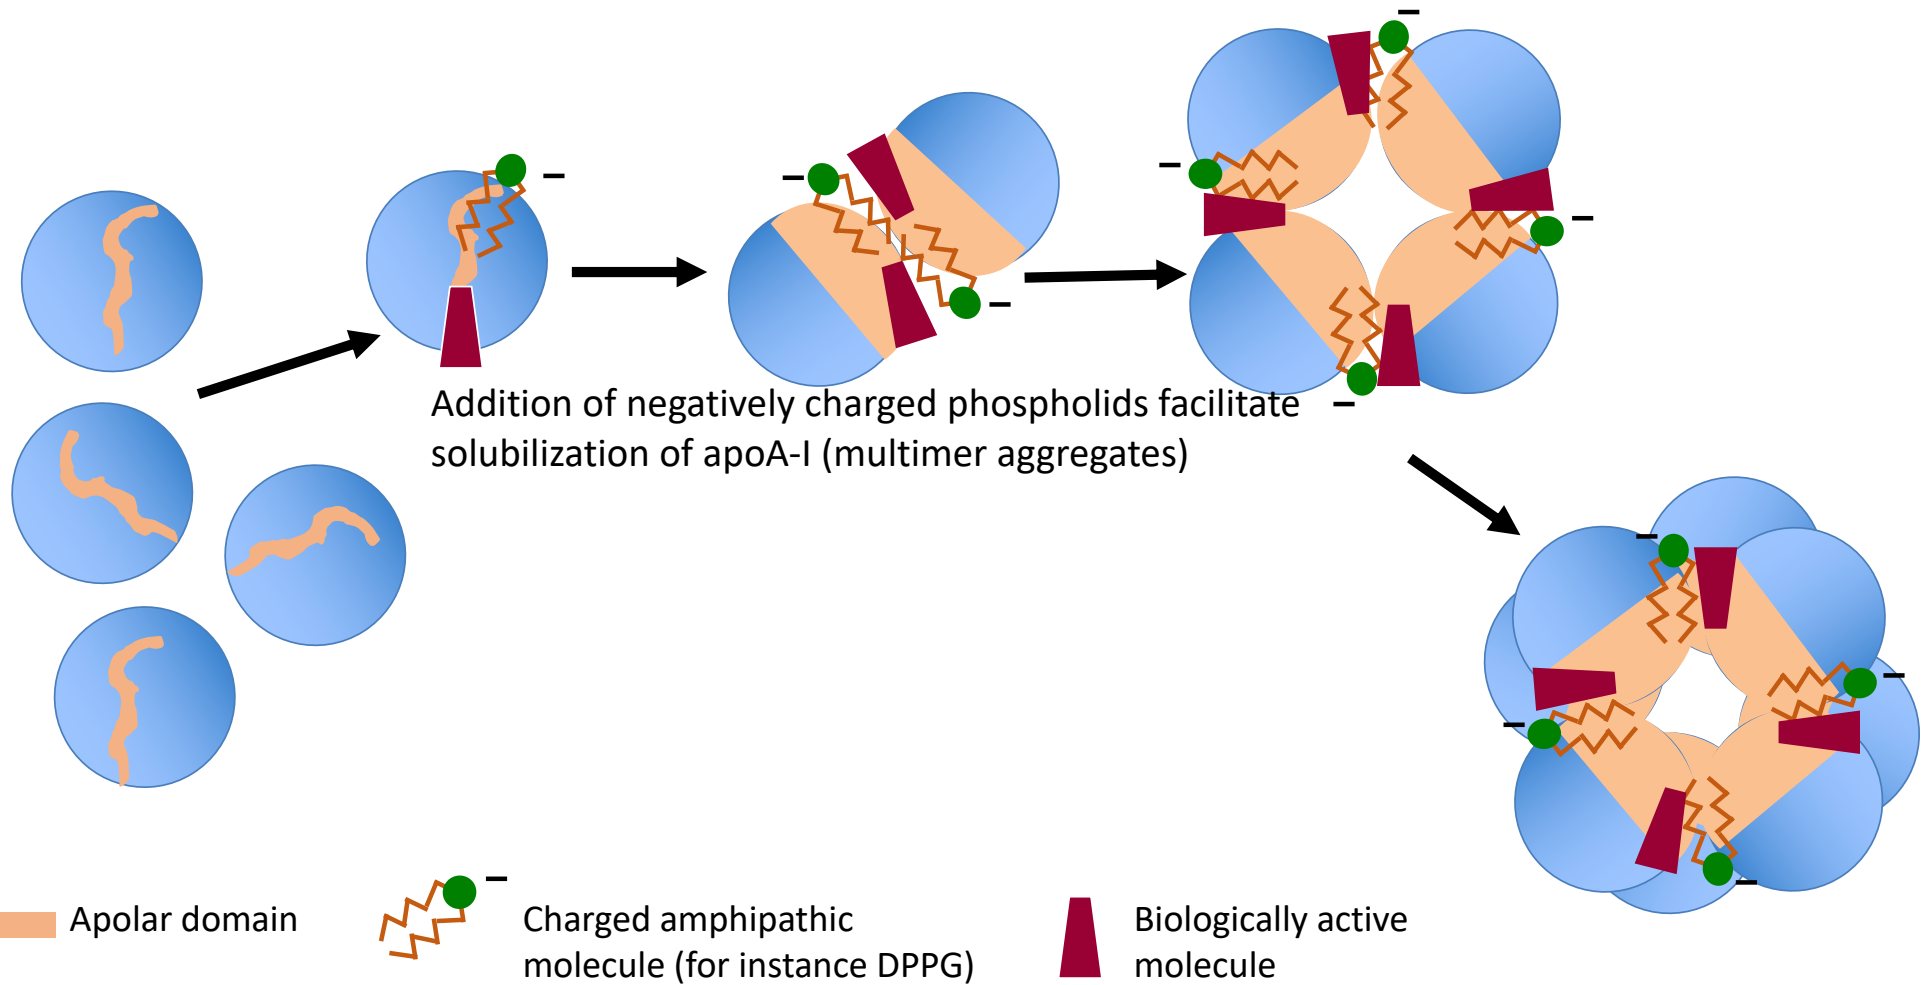 Addition of negatively charged phospholids facilitate
solubilization of apoA-I (multimer aggregates)
Apolar domain
Charged amphipathic
molecule (for instance DPPG)
Biologically active
molecule